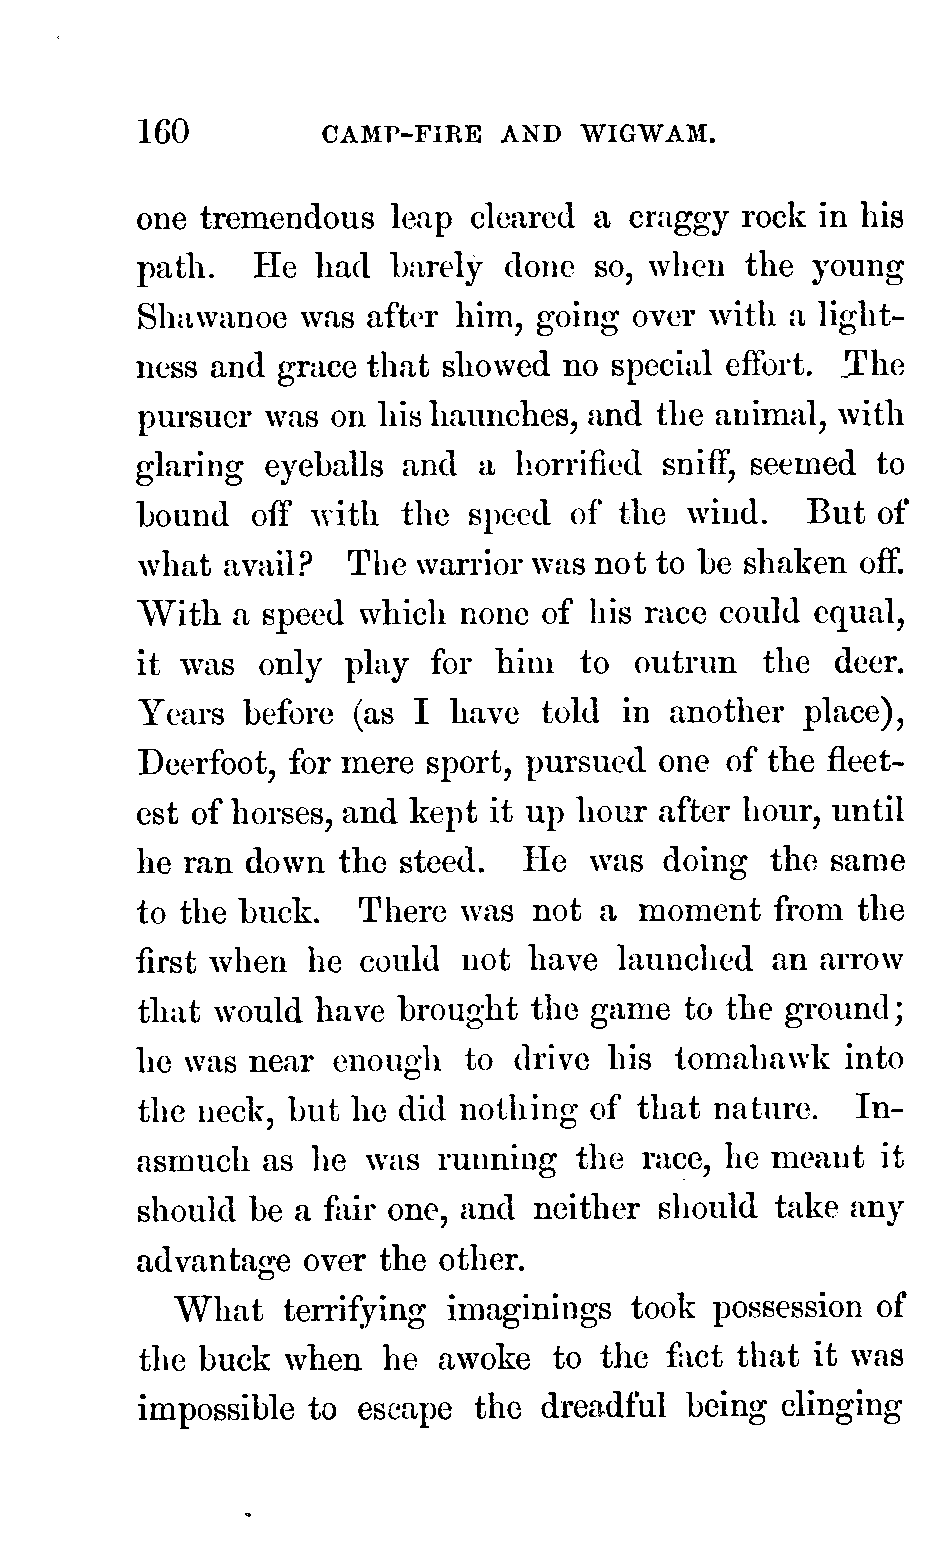 160 CAMP-FIRE AND WIGWAM.
one tremendous leap cleared a craggy rock in his
path. He had barely done so, when the young
Shawanoe was after him, going over with a light-
ness and grace that showed no special effort. The
pursuer was on his haunches, and the animal, with
glaring eyeballs and a horrified sniff, seemed to
bound off with the speed of the wind. But of
what avail? The warrior was not to be shaken off.
With a speed which none of his race could equal,
it was only play for him to outrun the deer.
Years before (as I have told in another place),
Deerfoot, for mere sport, pursued one of the fleet-
est of horses, and kept it up hour after hour, until
he ran down the steed. He was doing the same
to the buck. There was not a moment from the
first when he could not have launched an arrow
that would have brought the game to the ground;
he was near enough to drive his tomahawk into
the neck, but he did nothing of that nature. In-
asmuch as he was running the race, he meant it
should be a fair one, and neither should take any
advantage over the other.
What terrifying imaginings took possession of
the buck when he awoke to the fact that it was
impossible to escape the dreadful being clinging